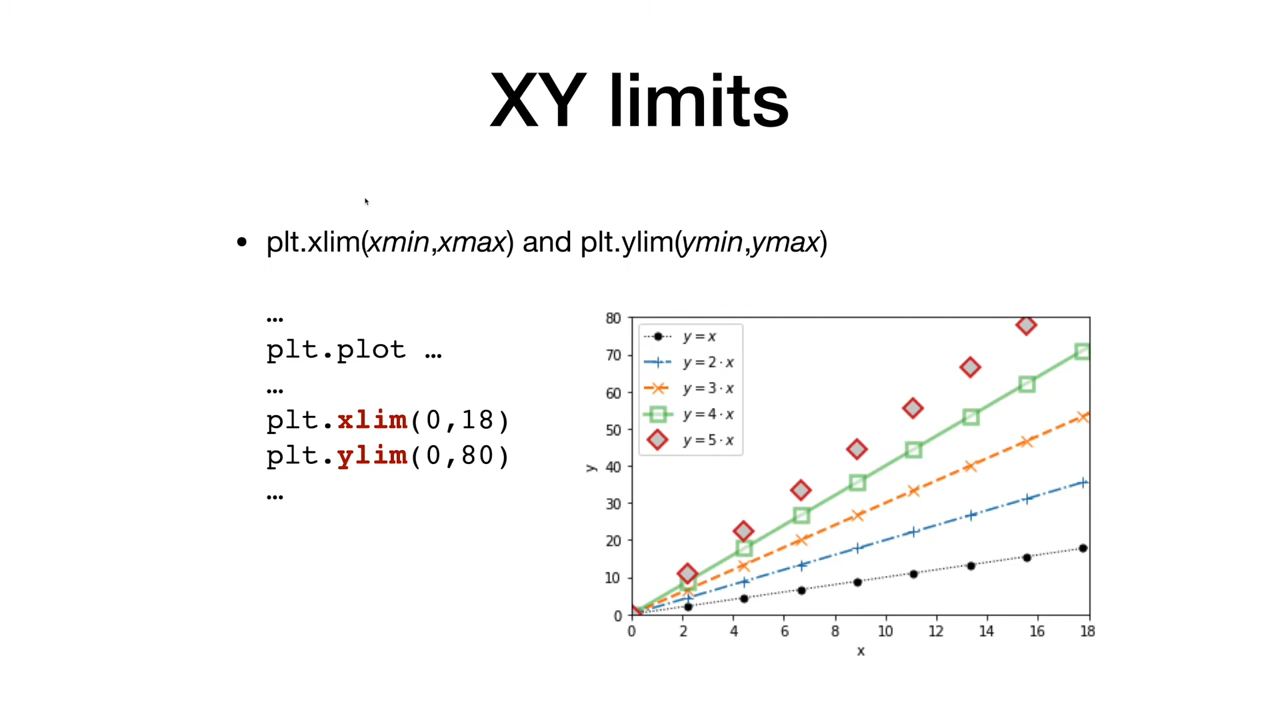 XY limits
• plt.xlim(xmin,xmax) and plt.ylim(ymin,ymax)
…
plt.plot …
…
plt.xlim(0,18)
plt.ylim(0,80)
…
y = x
y = 2 · x
y = 3 · x
y = 4 · x
y = 5 · x
80
70
60
50
40
30
20
10
0
y
0 2 4 6 8 10 12 14 16 18
x